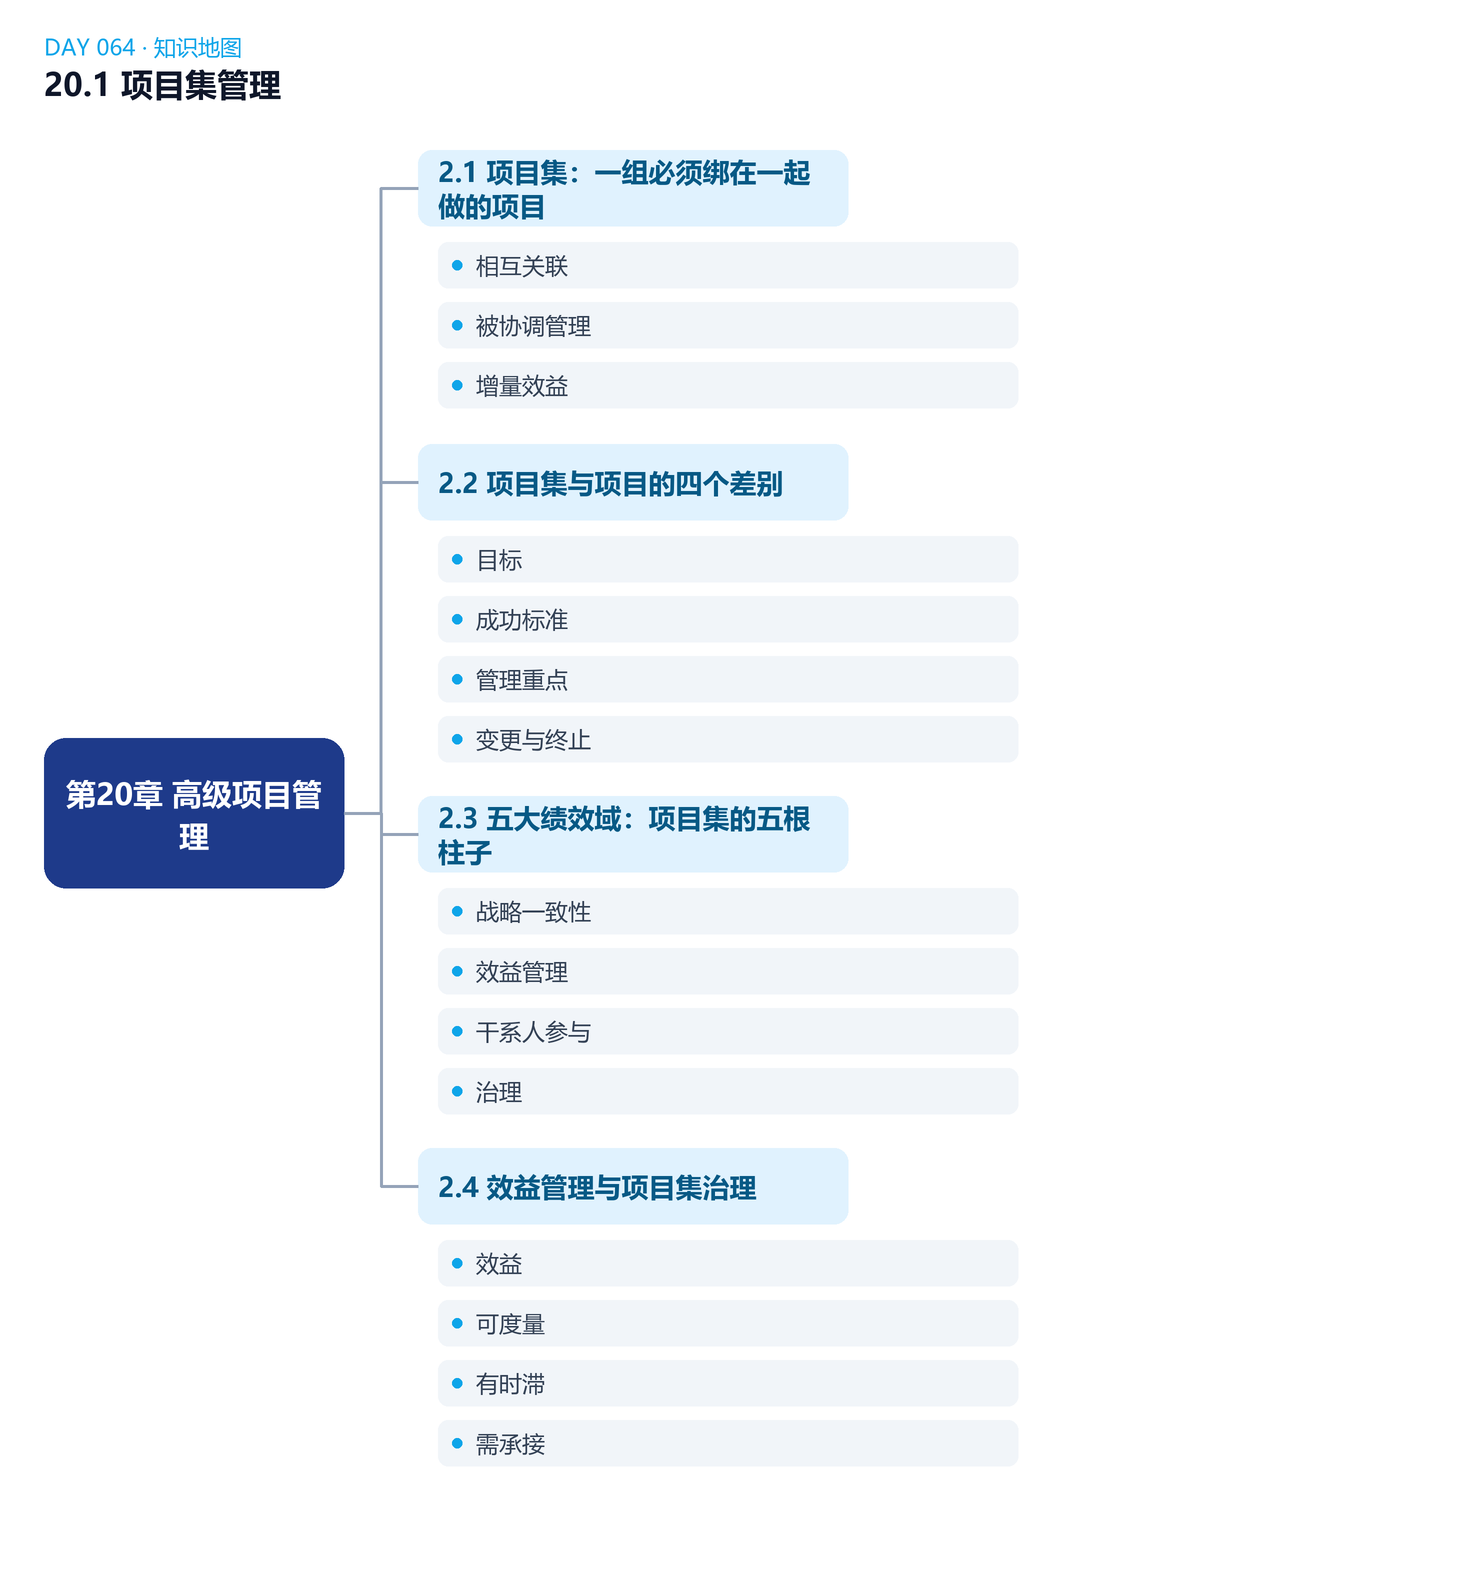 DAY 064 · 知识地图
20.1 项目集管理
2.1 项目集：一组必须绑在一起
做的项目
相互关联
被协调管理
增量效益
2.2 项目集与项目的四个差别
目标
成功标准
管理重点
变更与终止
第20章 高级项目管
理
2.3 五大绩效域：项目集的五根
柱子
战略一致性
效益管理
干系人参与
治理
2.4 效益管理与项目集治理
效益
可度量
有时滞
需承接